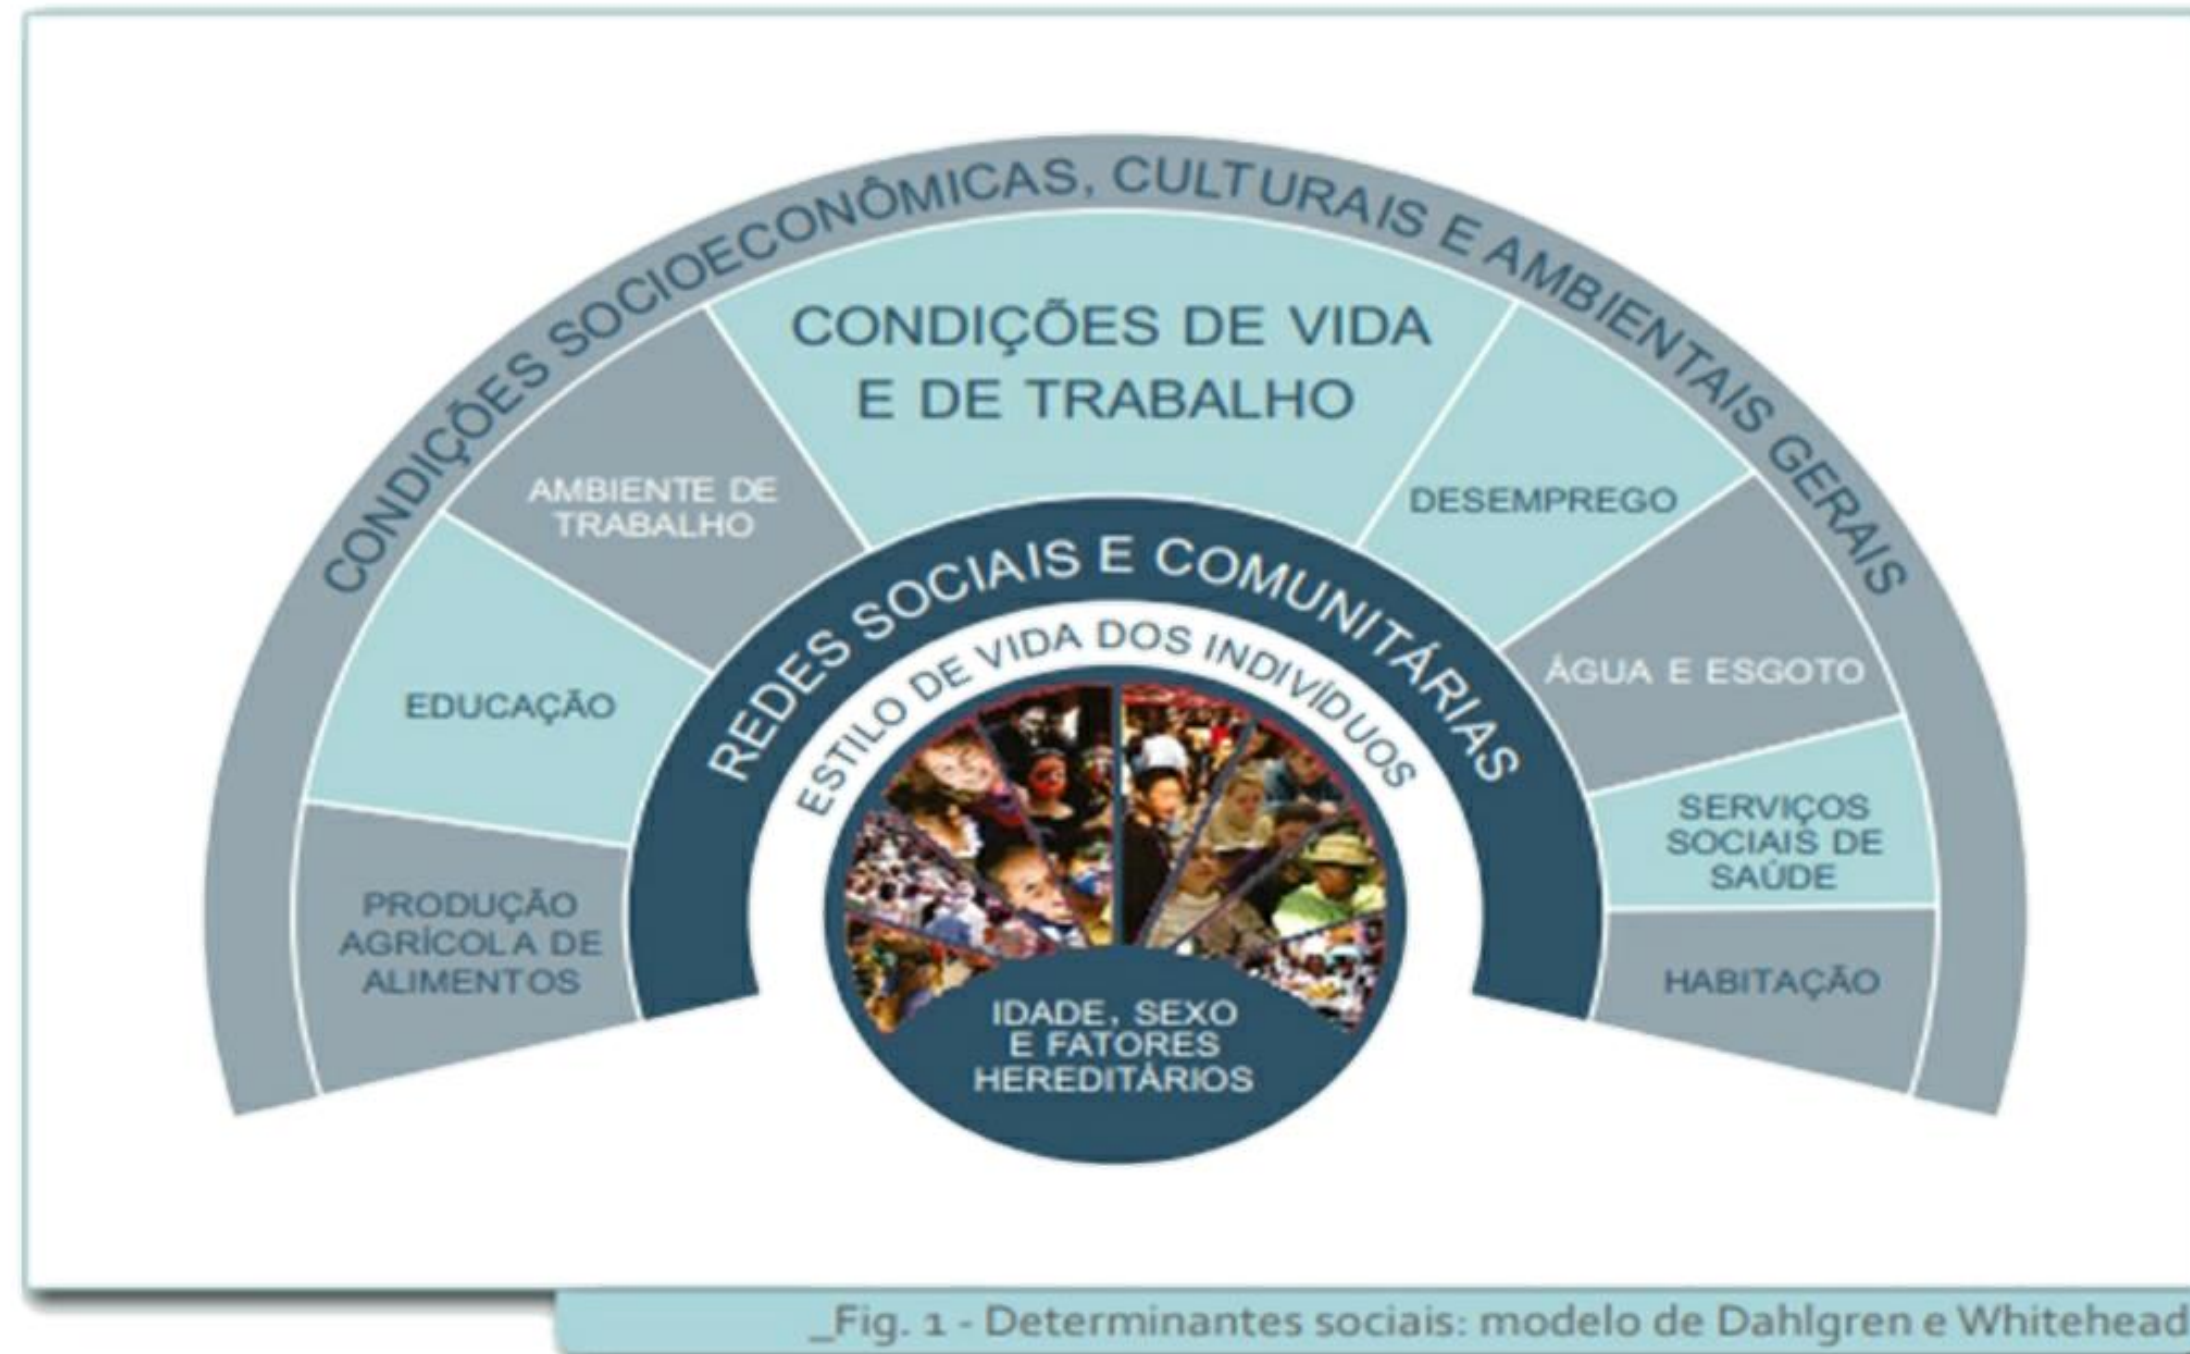 CONDIÇÕES SOCIOECONÔMICAS, CULTURAIS E AMBIENTAIS GERAIS
CONDIÇÕES DE VIDA
E DE TRABALHO
AMBIENTE DE
TRABALHO
DESEMPREGO
EDUCAÇÃO
ÁGUA E ESGOTO
PRODUÇÃO
AGRÍCOLA DE
ALIMENTOS
SERVIÇOS
SOCIAIS DE
SAÚDE
HABITAÇÃO
REDES SOCIAIS E COMUNITÁRIAS
ESTILO DE VIDA DOS INDIVÍDUOS
IDADE, SEXO
E FATORES
HEREDITÁRIOS
_Fig. 1 - Determinantes sociais: modelo de Dahlgren e Whitehead